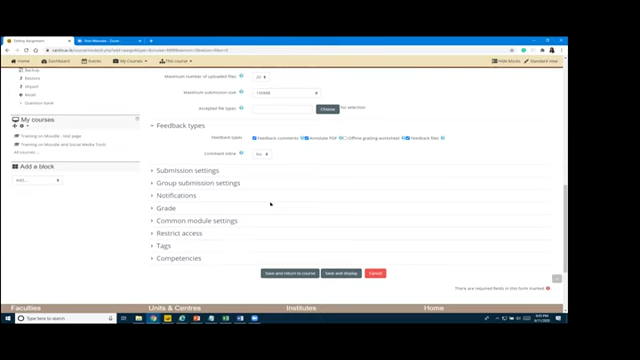 Editing Assignment
Free Moodle - Zoom
Home
Dashboard
Events
My Courses
This course
Hide blocks
Standard view
Backup
Restore
Import
Reset
Question bank
My courses
Training on Moodle - test page
Training on Moodle and Social Media Tools
All courses ...
Add a block
Add...
Maximum number of uploaded files
20
Maximum submission size
100MB
Accepted file types
Choose
No selection
Feedback types
Feedback types
Feedback comments
Annotate PDF
Offline grading worksheet
Feedback files
Comment inline
No
Submission settings
Group submission settings
Notifications
Grade
Common module settings
Restrict access
Tags
Competencies
Save and return to course
Save and display
Cancel
There are required fields in this form marked
Faculties
Units & Centres
Institutes
Home
Type here to search